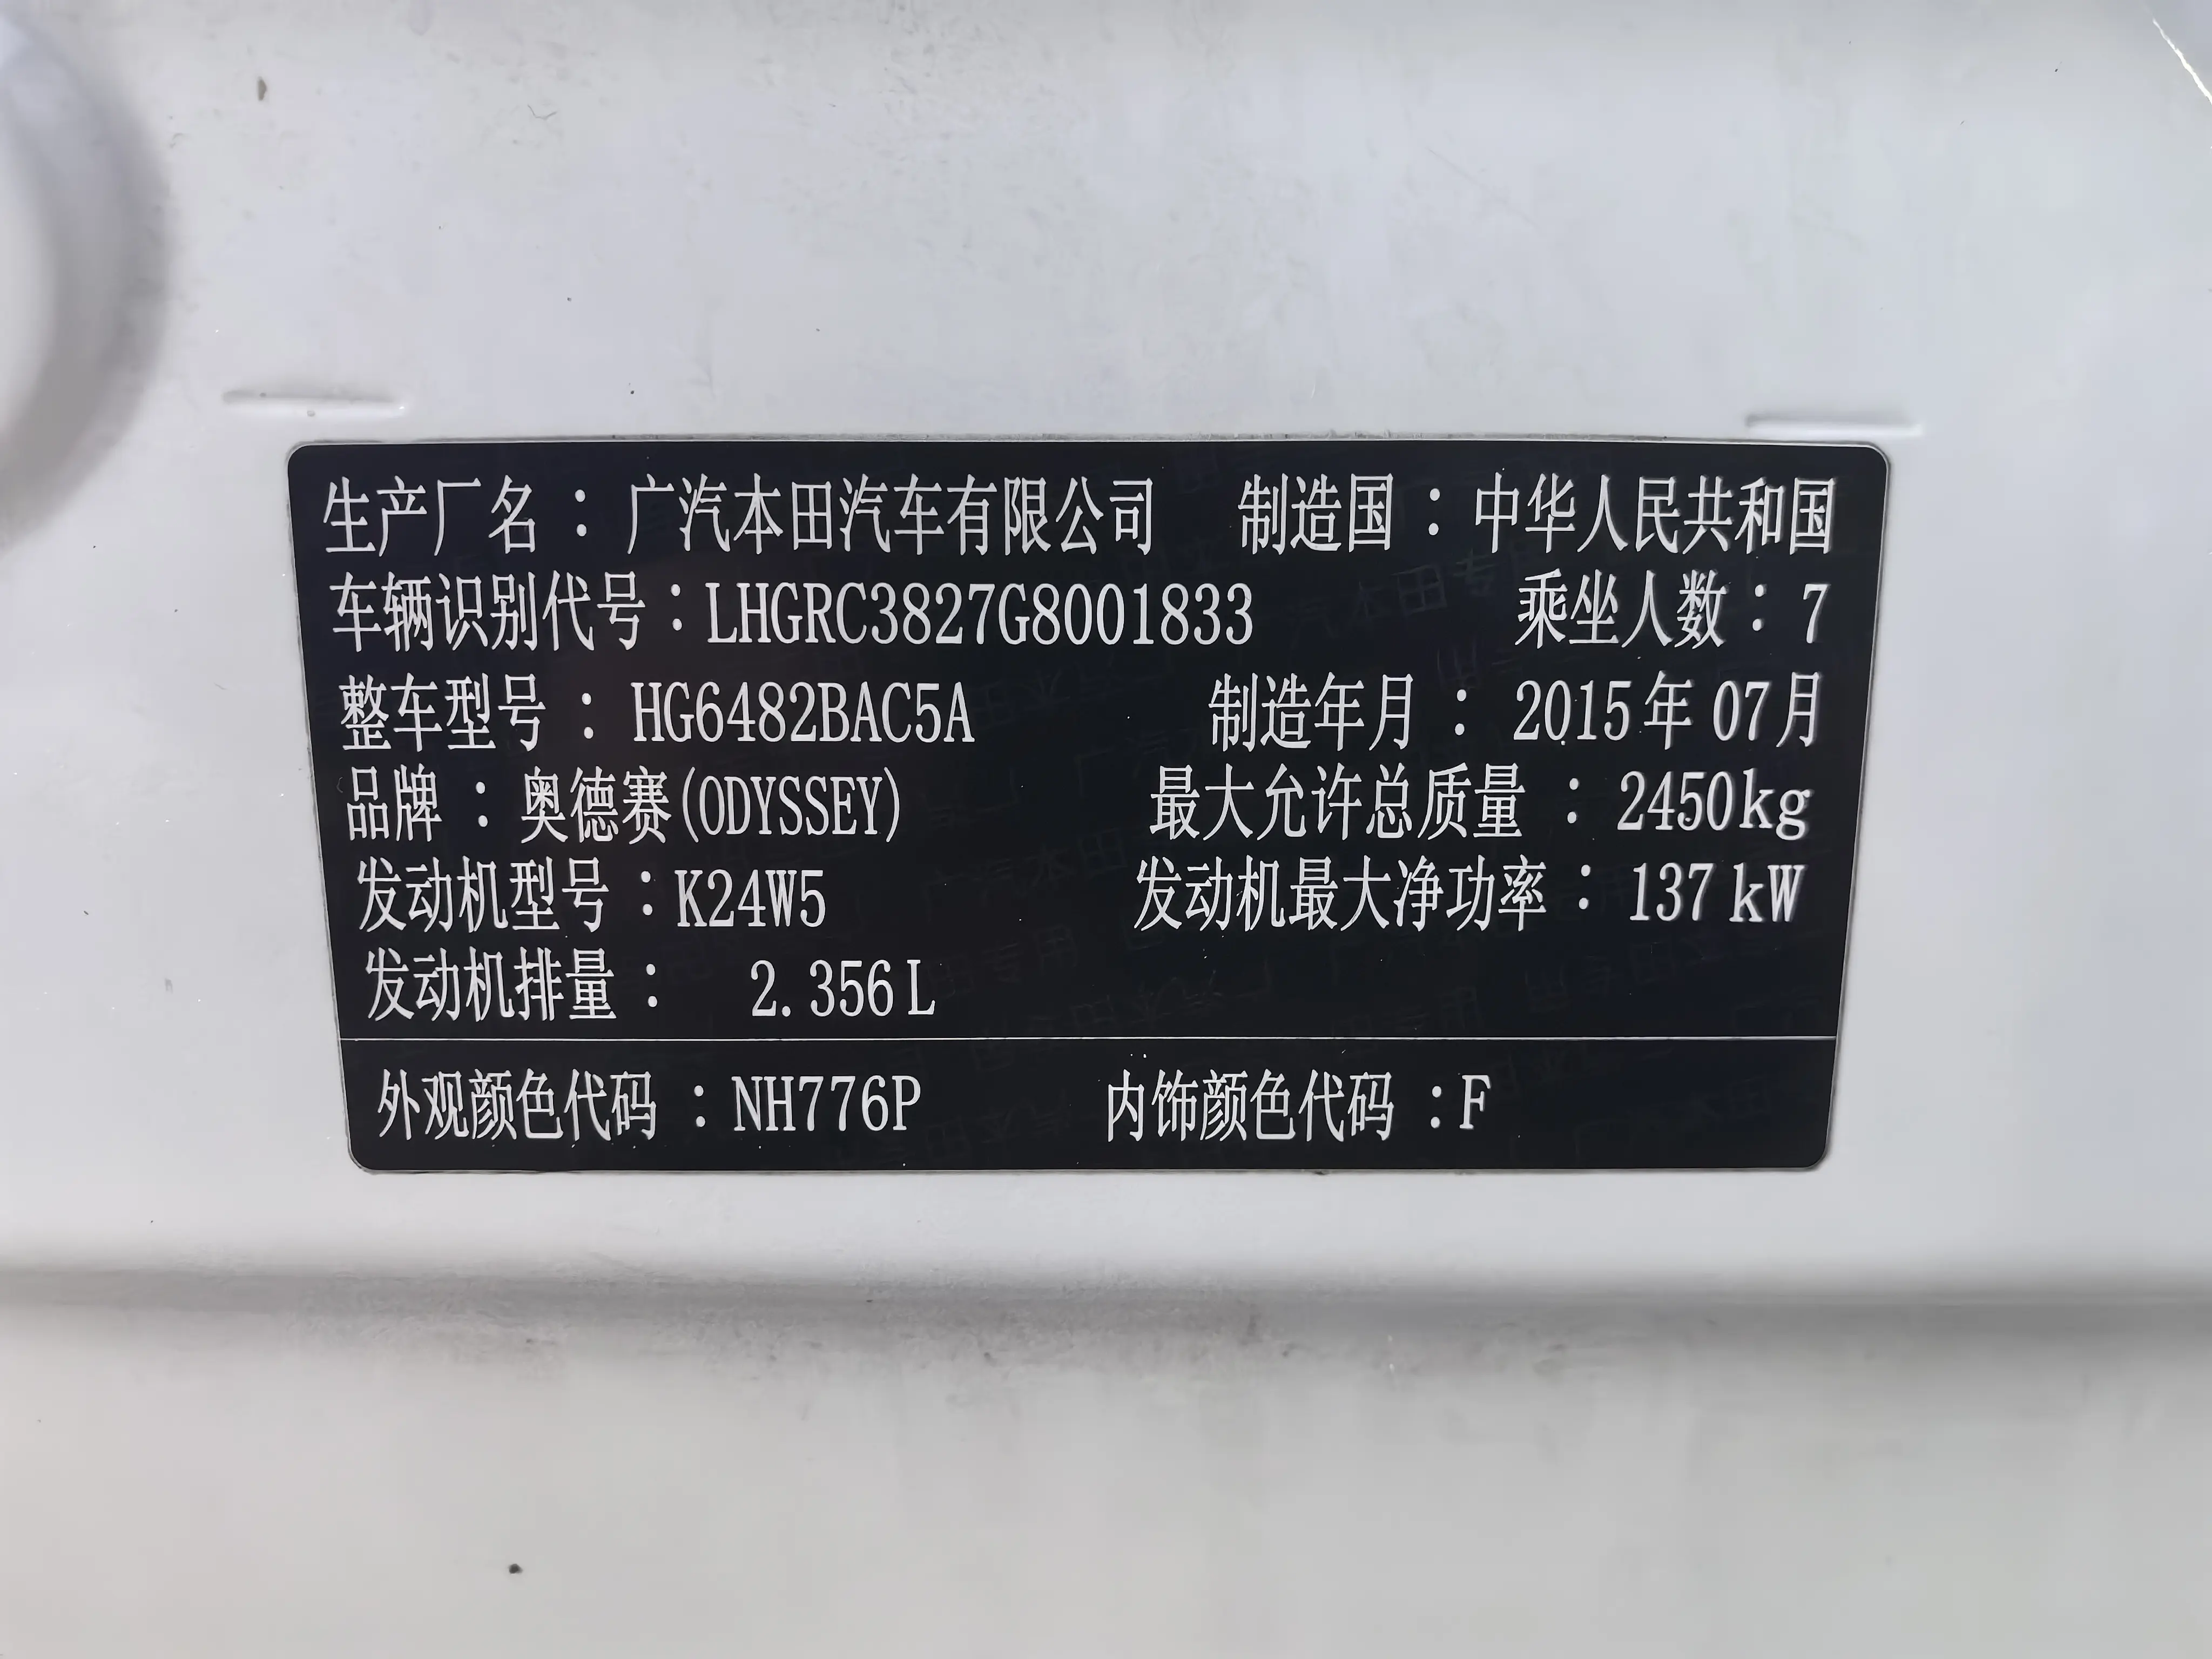 生产厂名：广汽本田汽车有限公司 制造国：中华人民共和国
车辆识别代号：LHGRC3827G8001833 乘坐人数：7
整车型号：HG6482BAC5A 制造年月：2015年07月
品牌：奥德赛(ODYSSEY) 最大允许总质量：2450kg
发动机型号：K24W5 发动机最大净功率：137kW
发动机排量：2.356L
外观颜色代码：NH776P 内饰颜色代码：F